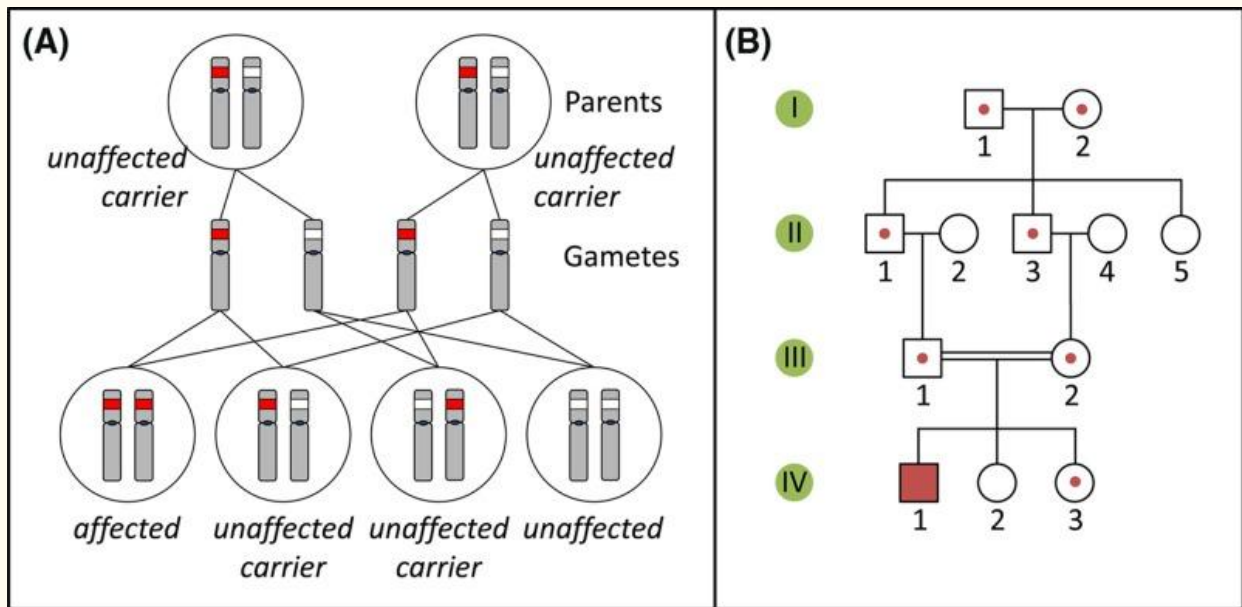 (A)
Parents
unaffected
carrier
unaffected
carrier
Gametes
affected
unaffected
carrier
unaffected
carrier
unaffected
(B)
I
1 2
II
1 2 3 4 5
III
1 2
IV
1 2 3